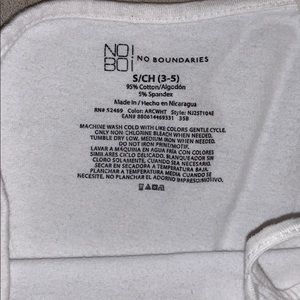 NO!
BO!
NO BOUNDARIES
S/CH (3-5)
95% Cotton/Algodón
5% Spandex
Made in / Hecho en Nicaragua
RN# 52469 Color: ARCWHT Style: NJ25T104E
CAN# 880614469331 35B
MACHINE WASH COLD WITH LIKE COLORS GENTLE CYCLE.
ONLY NON-CHLORINE BLEACH WHEN NEEDED.
TUMBLE DRY LOW, MEDIUM IRON WHEN NEEDED.
DO NOT IRON PRINT/MOTIF.
LAVAR A MÁQUINA EN AGUA FRÍA CON COLORES
SIMILARES CICLO DELICADO. BLANQUEADOR SIN
CLORO SOLAMENTE, CUANDO SEA NECESARIO.
SECAR EN SECADORA A TEMPERATURA BAJA,
PLANCHAR A TEMPERATURA MEDIA CUANDO SE
NECESITE, NO PLANCHAR EL ADORNO IMPRESO/MOTIVO.